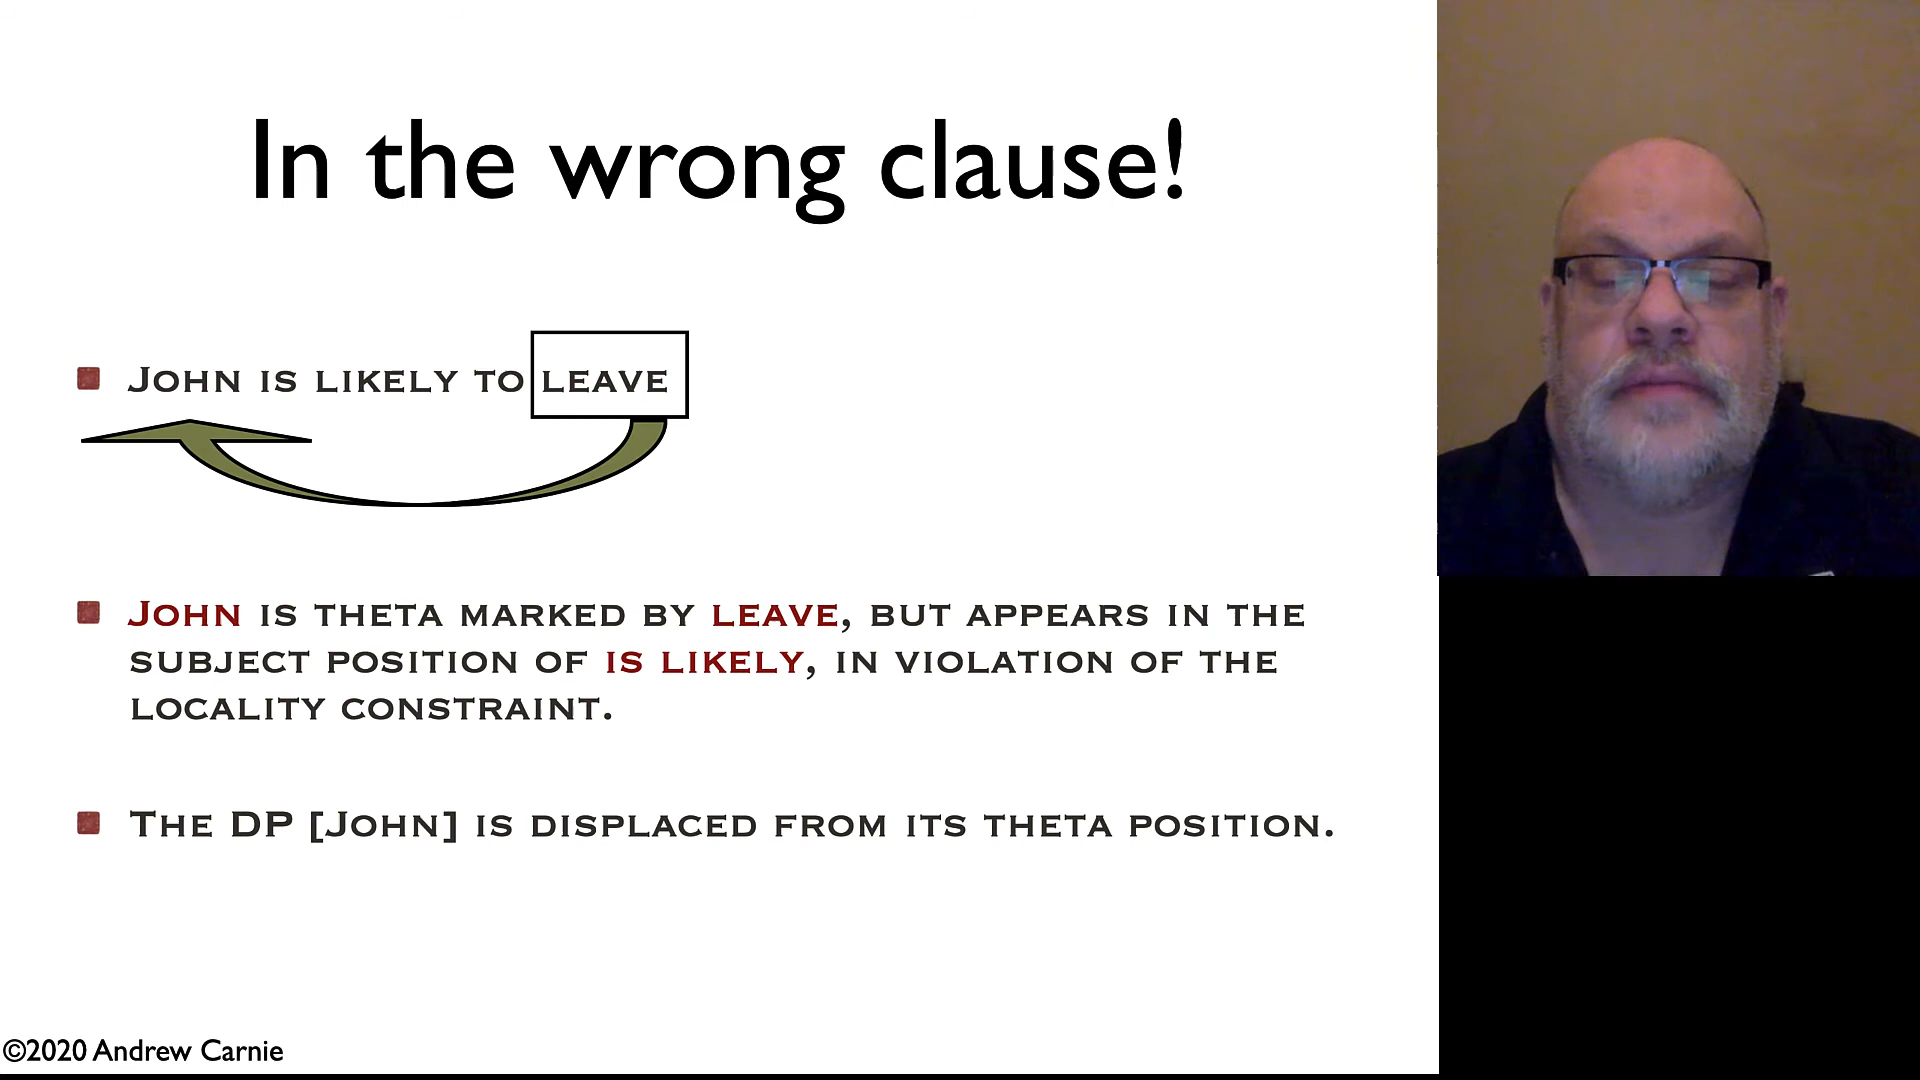 In the wrong clause!
John is likely to leave
John is theta marked by leave, but appears in the
subject position of is likely, in violation of the
locality constraint.
The DP [John] is displaced from its theta position.
©2020 Andrew Carnie